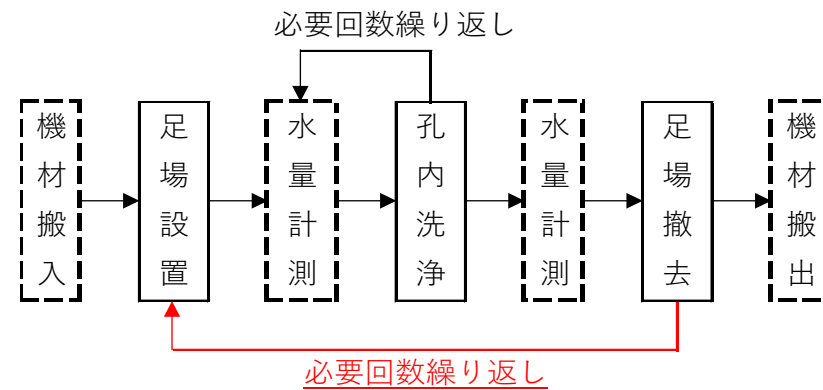 必要回数繰り返し
機材搬入
足場設置
水量計測
孔内洗浄
水量計測
足場撤去
機材搬出
必要回数繰り返し